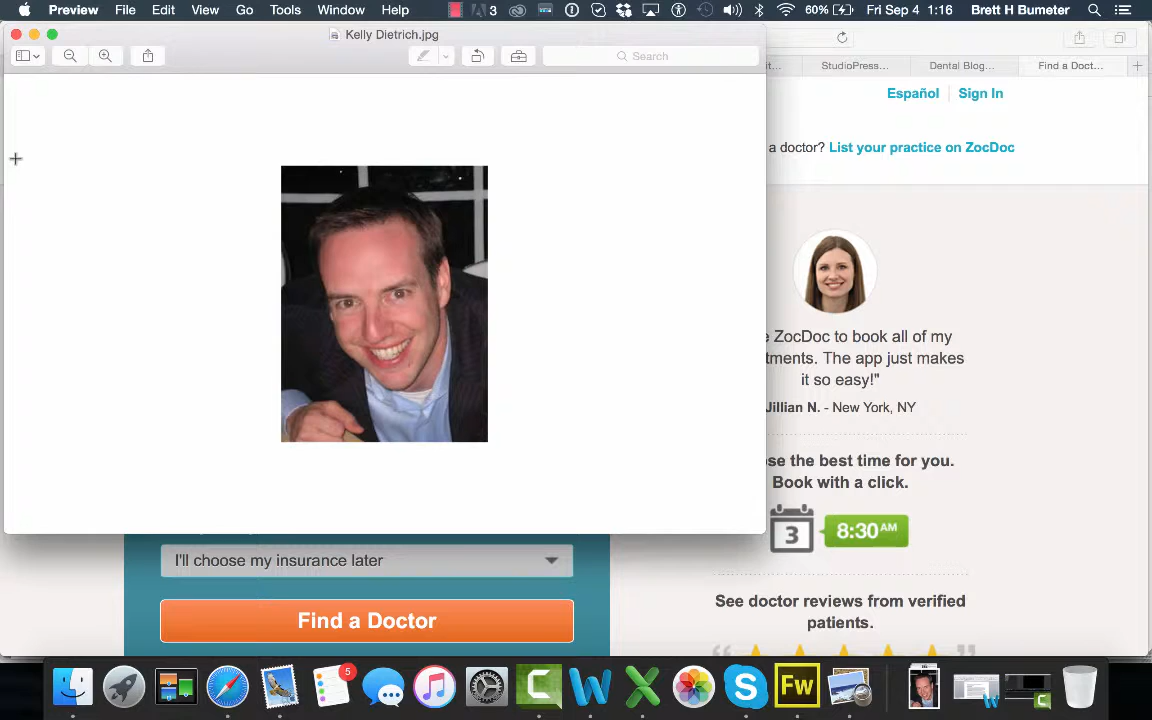 Preview File Edit View Go Tools Window Help 3 60% Fri Sep 4 1:16 Brett H Bumeter
Kelly Dietrich.jpg
Search
StudioPress... Dental Blog... Find a Doct...
Español Sign In
a doctor? List your practice on ZocDoc
ZocDoc to book all of my
tments. The app just makes
it so easy!"
Jillian N. - New York, NY
se the best time for you.
Book with a click.
3 8:30 AM
I'll choose my insurance later
Find a Doctor
See doctor reviews from verified
patients.
5
Fw